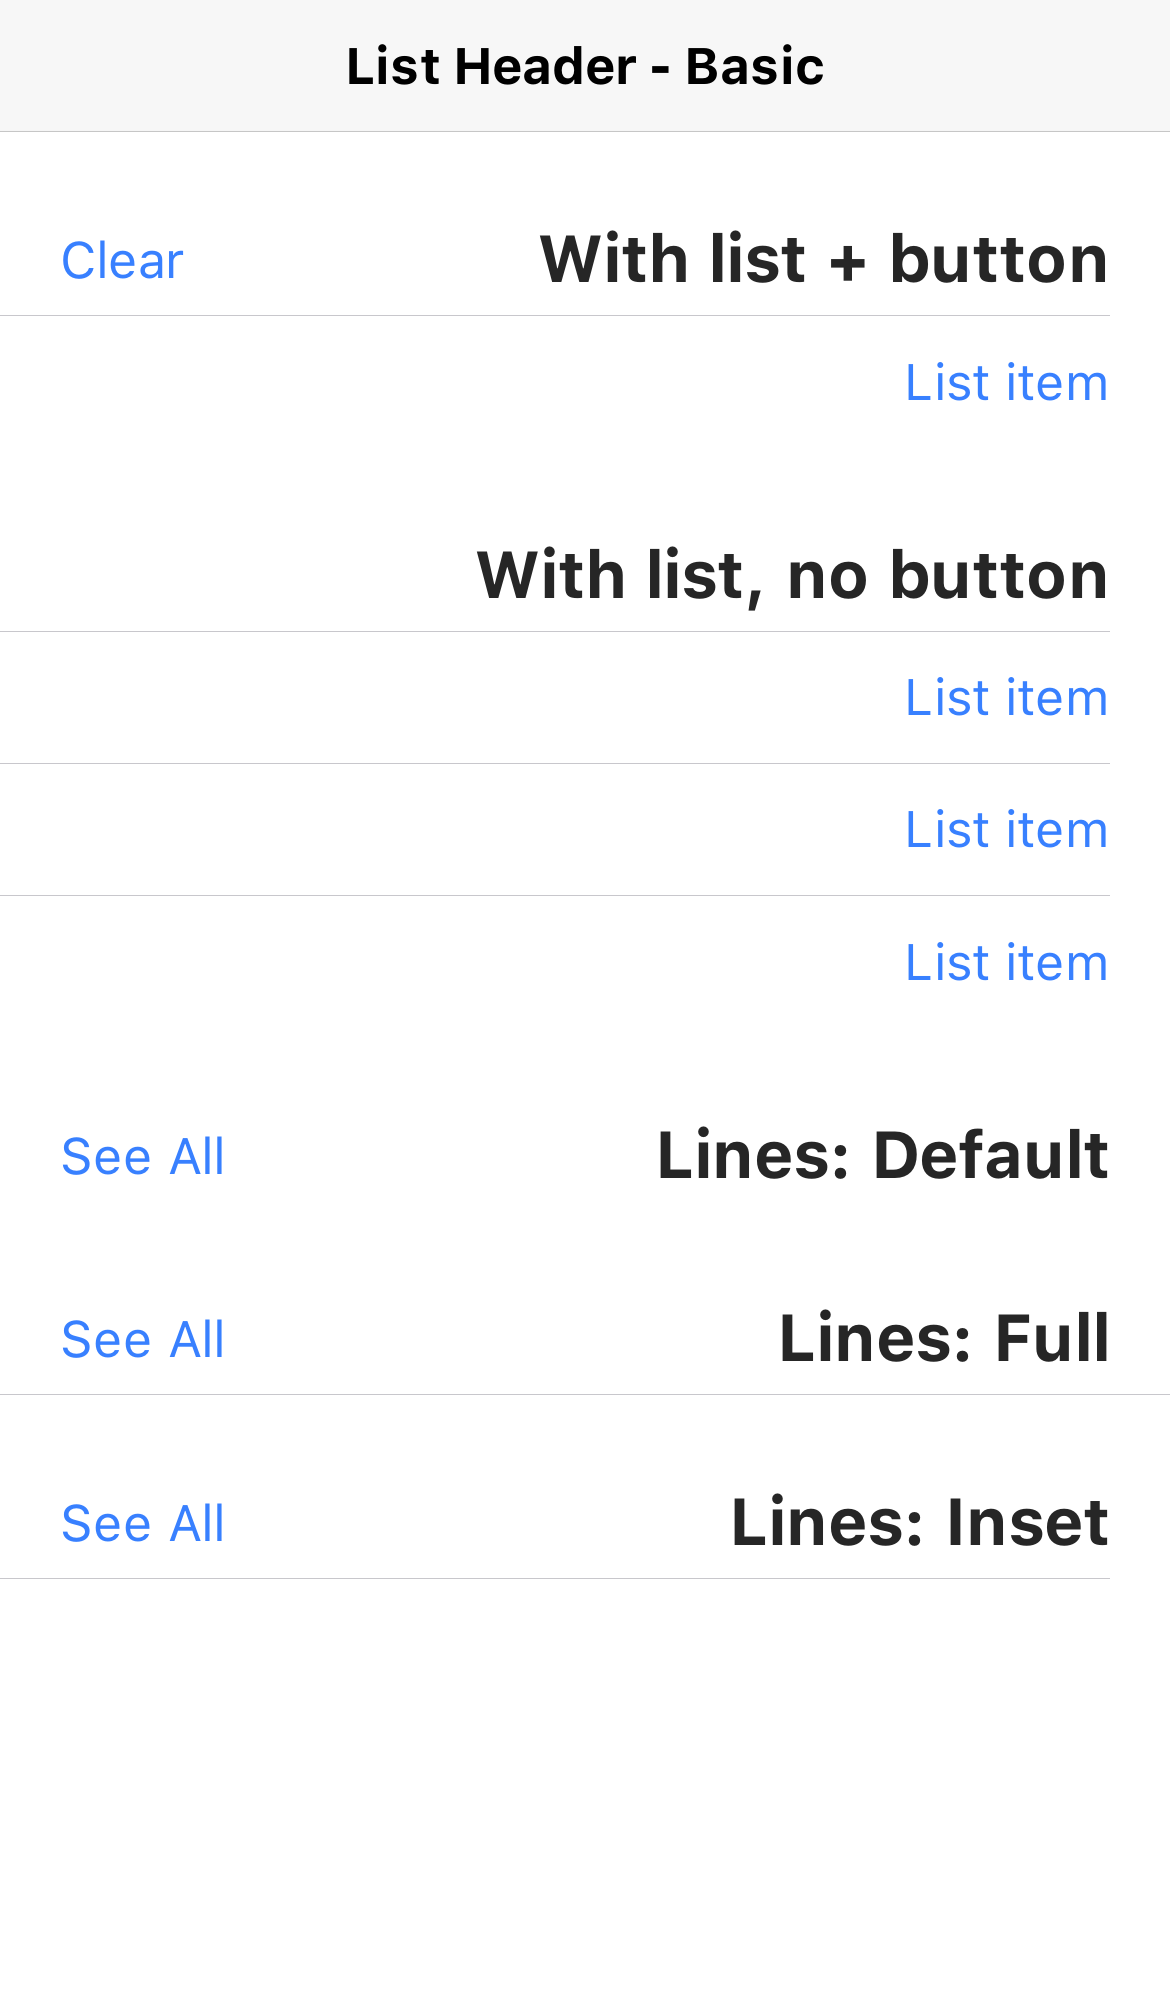 List Header - Basic
With list + button
Clear
List item
With list, no button
List item
List item
List item
Lines: Default
See All
Lines: Full
See All
Lines: Inset
See All